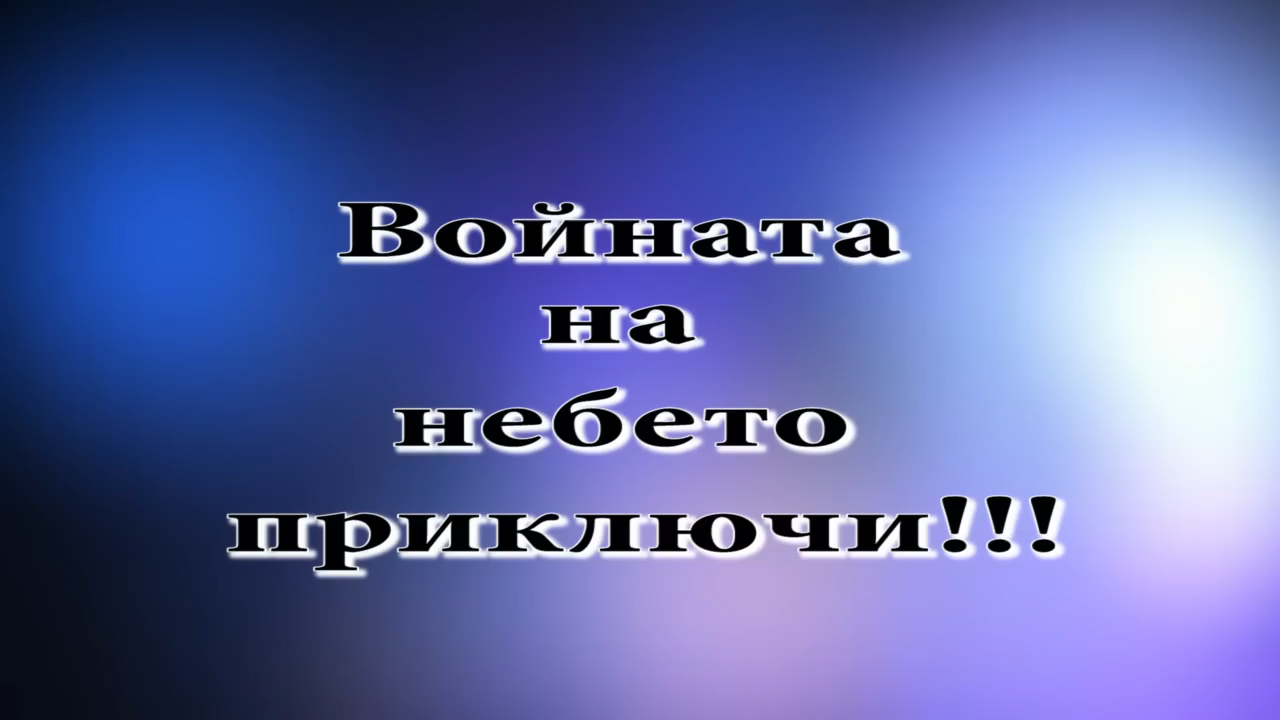 Войната
на
небето
приключи!!!